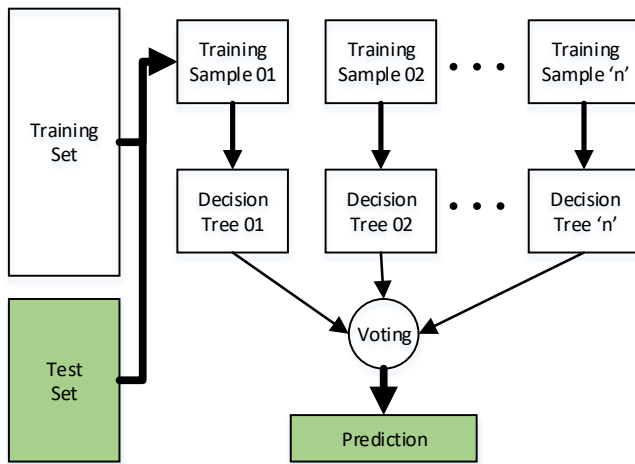 Training
Set
Test
Set
Training
Sample 01
Training
Sample 02
Training
Sample ‘n’
Decision
Tree 01
Decision
Tree 02
Decision
Tree ‘n’
Voting
Prediction